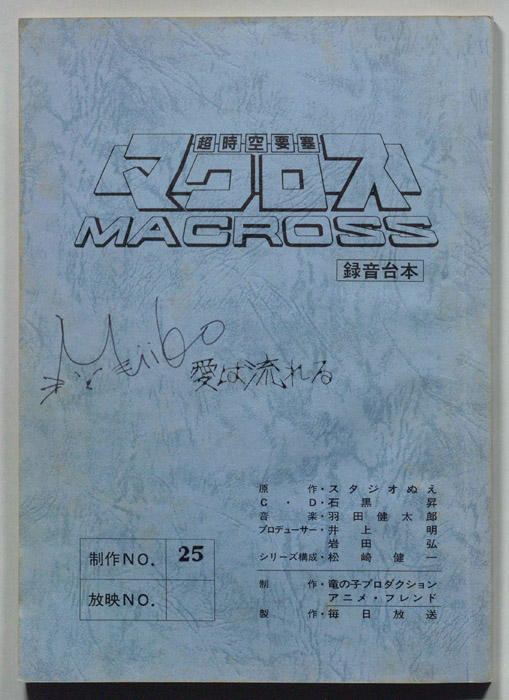 超時空要塞
マクロス
MACROSS
録音台本
愛は流れる
原作・スタジオぬえ
C・D・石黒昇
音楽・羽田健太郎
プロデューサー・井上明
岩田弘
シリーズ構成・松崎健一
制作・竜の子プロダクション
アニメ・フレンド
製作・毎日放送
制作NO. 25
放映NO.